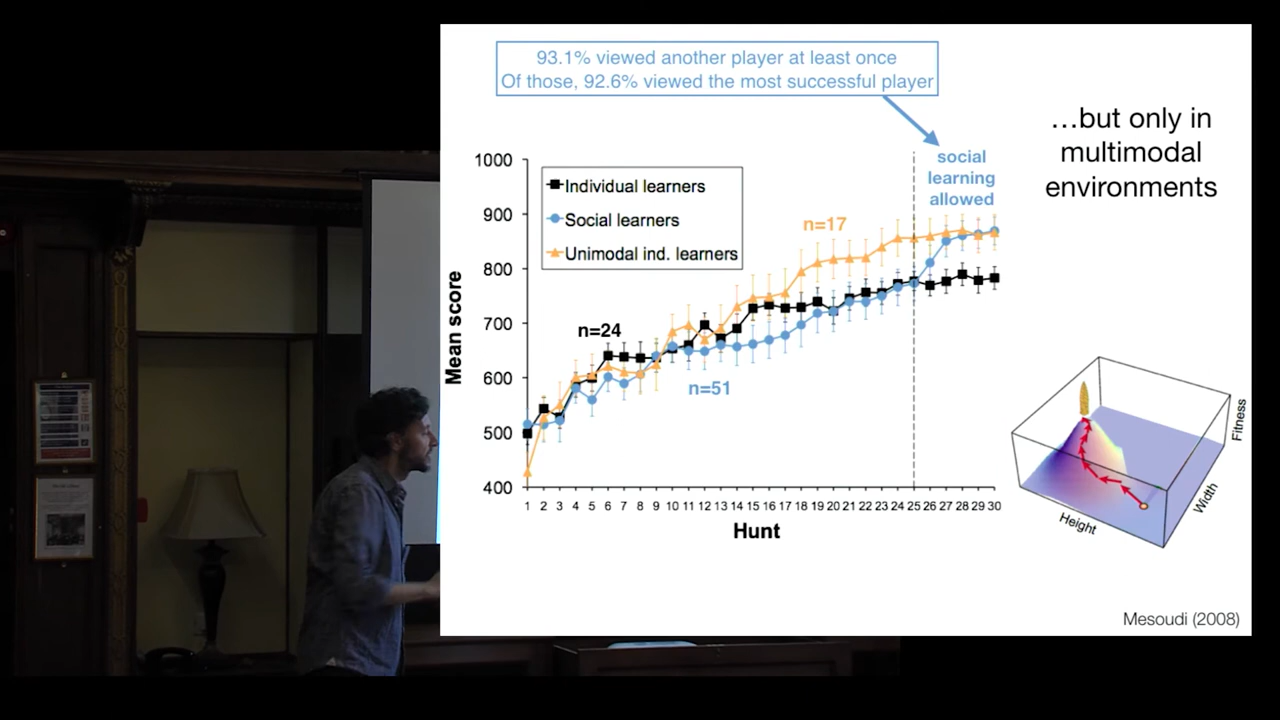 93.1% viewed another player at least once
Of those, 92.6% viewed the most successful player
…but only in
multimodal
environments
social
learning
allowed
1000
900
800
700
600
500
400
Mean score
Individual learners
Social learners
Unimodal ind. learners
n=17
n=24
n=51
1 2 3 4 5 6 7 8 9 10 11 12 13 14 15 16 17 18 19 20 21 22 23 24 25 26 27 28 29 30
Hunt
Fitness
Width
Height
Mesoudi (2008)